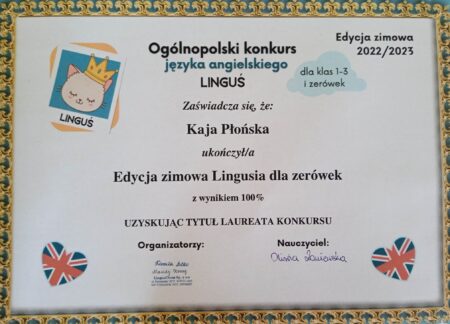 Edycja zimowa
2022/2023
Ogólnopolski konkurs
języka angielskiego
LINGUŚ
dla klas 1-3
i zerówek
LINGUŚ
Zaświadcza się, że:
Kaja Płońska
ukończył/a
Edycja zimowa Lingusia dla zerówek
z wynikiem 100%
UZYSKUJĄC TYTUŁ LAUREATA KONKURSU
Organizatorzy:
Nauczyciel: